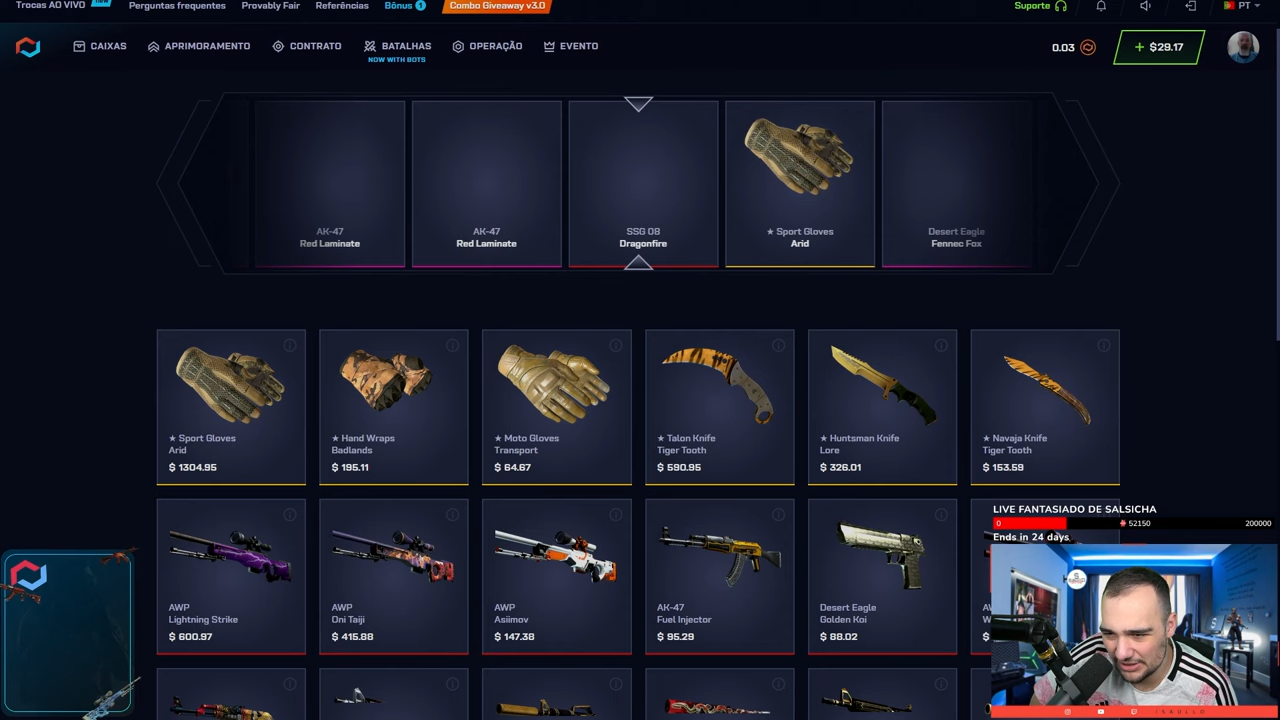 Trocas AO VIVO
Perguntas frequentes
Provably Fair
Referências
Bônus 1
Combo Giveaway v3.0
Suporte
PT
CAIXAS
APRIMORAMENTO
CONTRATO
BATALHAS
NOW WITH BOTS
OPERAÇÃO
EVENTO
0.03
+ $29.17
AK-47
Red Laminate
AK-47
Red Laminate
SSG 08
Dragonfire
★ Sport Gloves
Arid
Desert Eagle
Fennec Fox
★ Sport Gloves
Arid
$ 1304.95
★ Hand Wraps
Badlands
$ 195.11
★ Moto Gloves
Transport
$ 64.67
★ Talon Knife
Tiger Tooth
$ 590.95
★ Huntsman Knife
Lore
$ 326.01
★ Navaja Knife
Tiger Tooth
$ 153.59
AWP
Lightning Strike
$ 600.97
AWP
Oni Taiji
$ 415.88
AWP
Asiimov
$ 147.38
AK-47
Fuel Injector
$ 95.29
Desert Eagle
Golden Koi
$ 88.02
LIVE FANTASIADO DE SALSICHA
0
52150
200000
Ends in 24 days